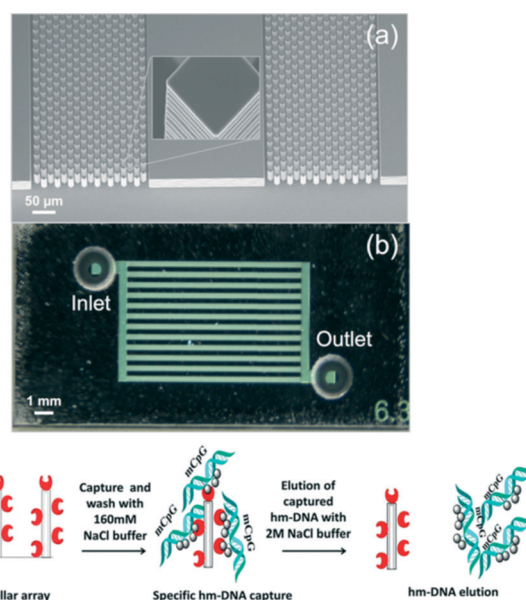 (a)
50 µm
(b)
Inlet
Outlet
1 mm
6.3
Capture and
wash with
160mM
NaCl buffer
mCpG
mCpG
mCpG
Elution of
captured
hm-DNA with
2M NaCl buffer
mCpG
mCpG
mCpG
array
Specific hm-DNA capture
hm-DNA elution